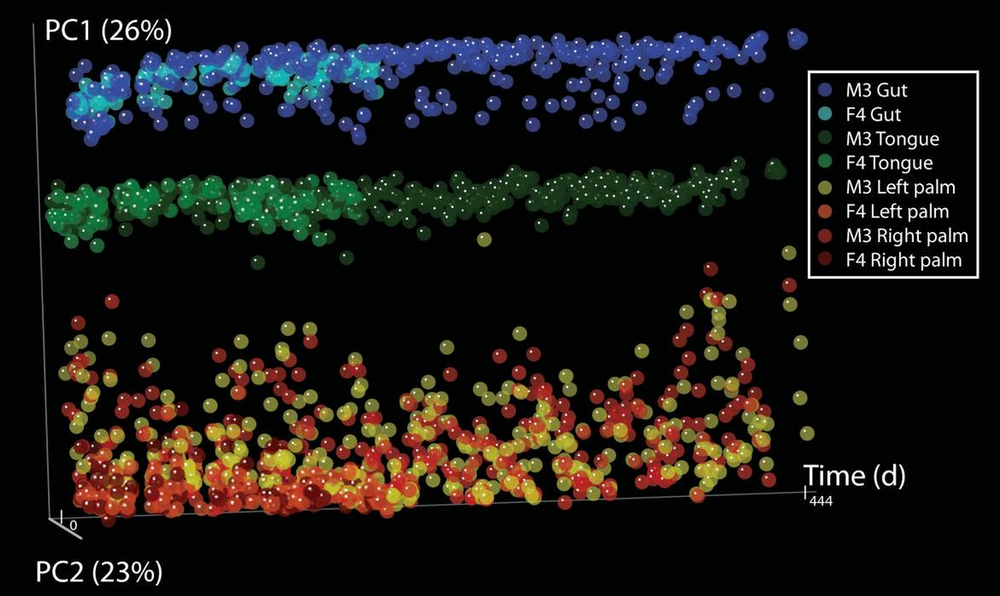 PC1 (26%)
M3 Gut
F4 Gut
M3 Tongue
F4 Tongue
M3 Left palm
F4 Left palm
M3 Right palm
F4 Right palm
Time (d)
444
0
PC2 (23%)